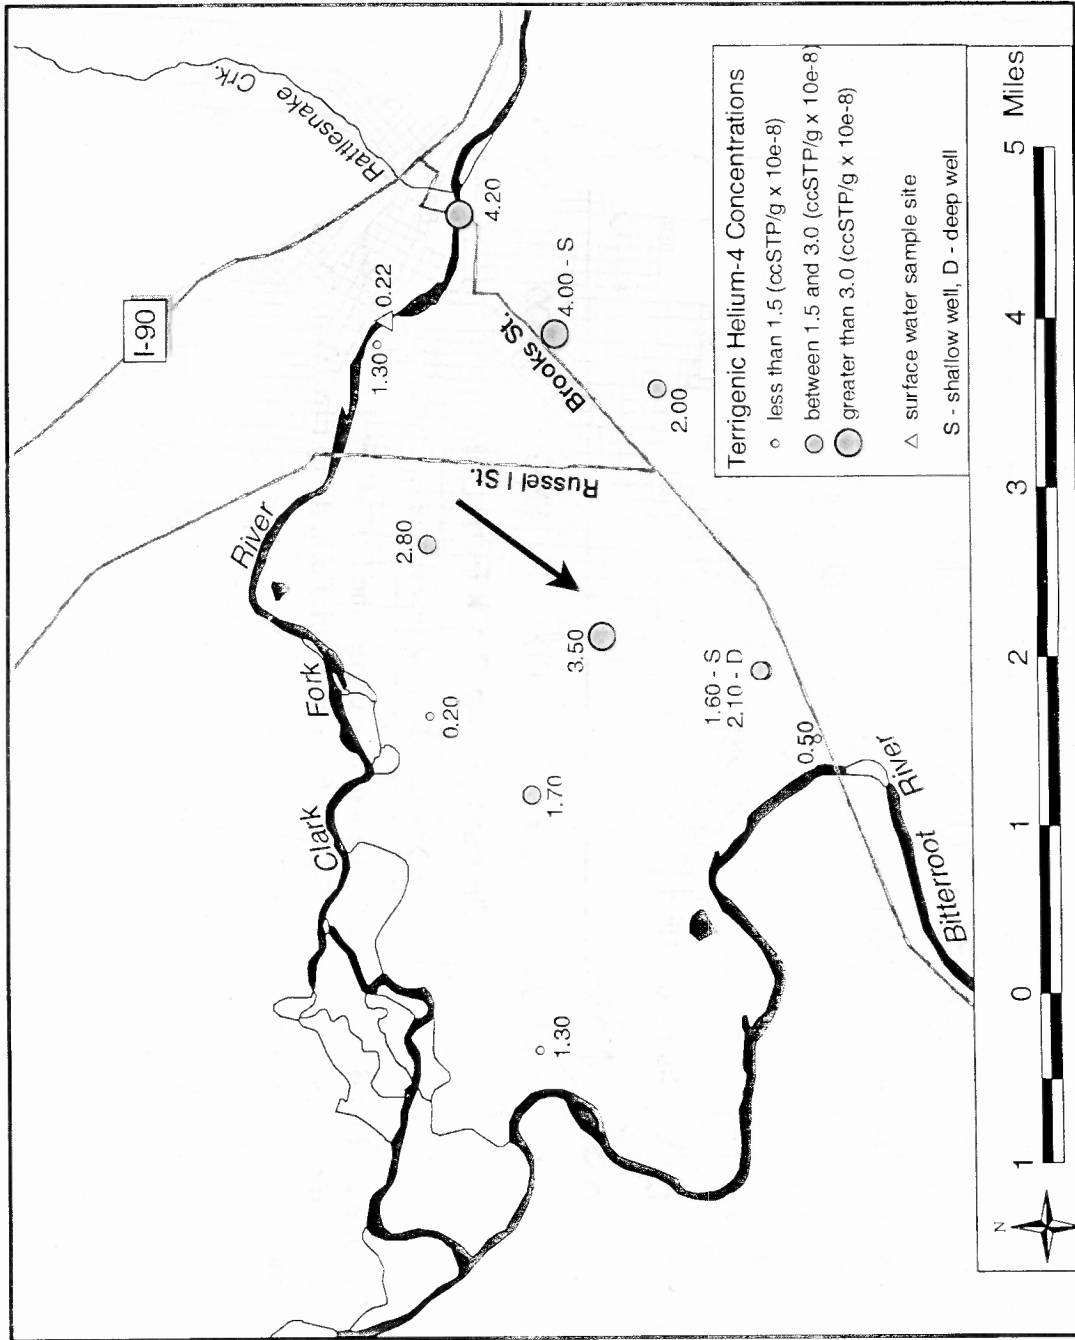 Rattlesnake Crk.
I-90
4.20
0.22
1.30
4.00 - S
Brooks St.
2.00
Russel l St.
River
2.80
3.50
Fork
0.20
1.60 - S
2.10 - D
0.50
1.70
Clark
River
Bitterroot
1.30
Terrigenic Helium-4 Concentrations
less than 1.5 (ccSTP/g x 10e-8)
between 1.5 and 3.0 (ccSTP/g x 10e-8)
greater than 3.0 (ccSTP/g x 10e-8)
surface water sample site
S - shallow well, D - deep well
N
1 0 1 2 3 4 5 Miles